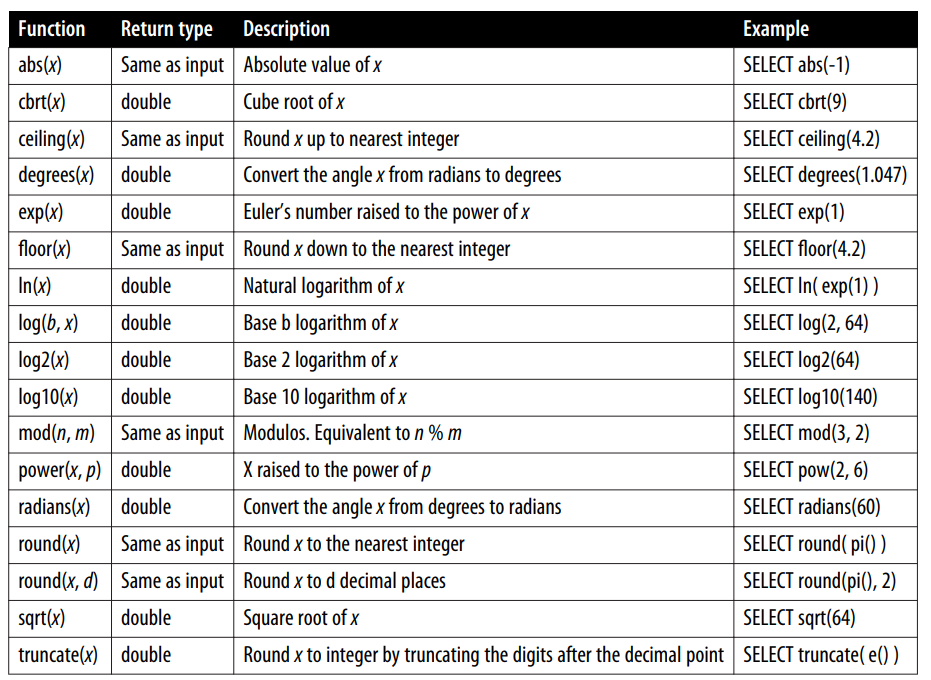 Function Return type Description Example
abs(x) Same as input Absolute value of x SELECT abs(-1)
cbrt(x) double Cube root of x SELECT cbrt(9)
ceiling(x) Same as input Round x up to nearest integer SELECT ceiling(4.2)
degrees(x) double Convert the angle x from radians to degrees SELECT degrees(1.047)
exp(x) double Euler’s number raised to the power of x SELECT exp(1)
floor(x) Same as input Round x down to the nearest integer SELECT floor(4.2)
ln(x) double Natural logarithm of x SELECT ln( exp(1) )
log(b, x) double Base b logarithm of x SELECT log(2, 64)
log2(x) double Base 2 logarithm of x SELECT log2(64)
log10(x) double Base 10 logarithm of x SELECT log10(140)
mod(n, m) Same as input Modulos. Equivalent to n % m SELECT mod(3, 2)
power(x, p) double X raised to the power of p SELECT pow(2, 6)
radians(x) double Convert the angle x from degrees to radians SELECT radians(60)
round(x) Same as input Round x to the nearest integer SELECT round( pi() )
round(x, d) Same as input Round x to d decimal places SELECT round(pi(), 2)
sqrt(x) double Square root of x SELECT sqrt(64)
truncate(x) double Round x to integer by truncating the digits after the decimal point SELECT truncate( e() )